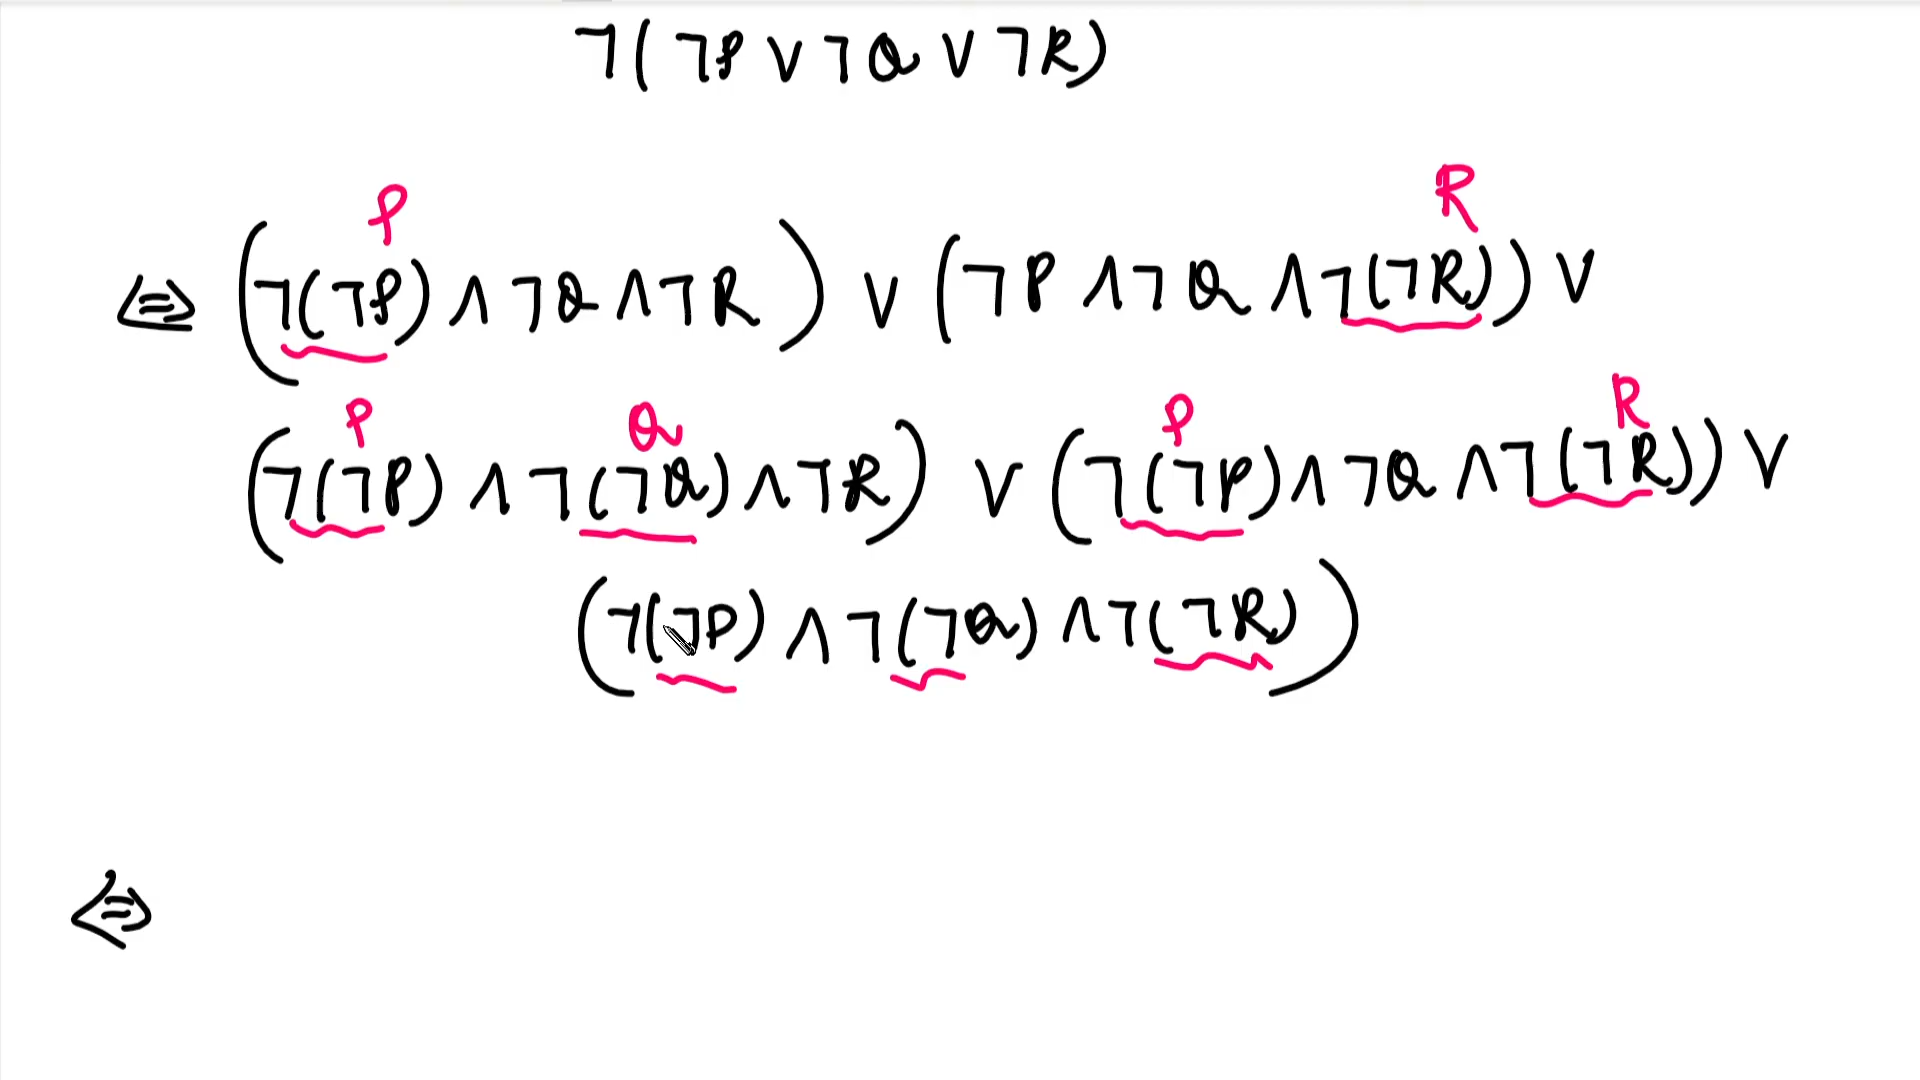 ¬(¬P ∨ ¬Q ∨ ¬R)
P R
⇔ (¬(¬P) ∧ ¬Q ∧ ¬R) ∨ (¬P ∧ ¬Q ∧ ¬(¬R)) ∨
P Q P R
(¬(¬P) ∧ ¬(¬Q) ∧ ¬R) ∨ (¬(¬P) ∧ ¬Q ∧ ¬(¬R)) ∨
(¬(¬P) ∧ ¬(¬Q) ∧ ¬(¬R))
⇔